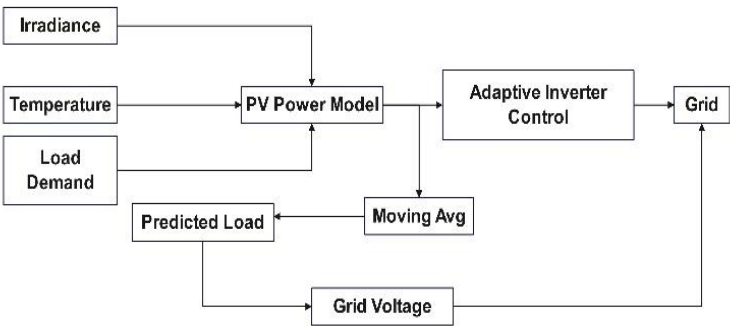 Irradiance
Temperature
PV Power Model
Adaptive Inverter
Control
Grid
Load
Demand
Predicted Load
Moving Avg
Grid Voltage